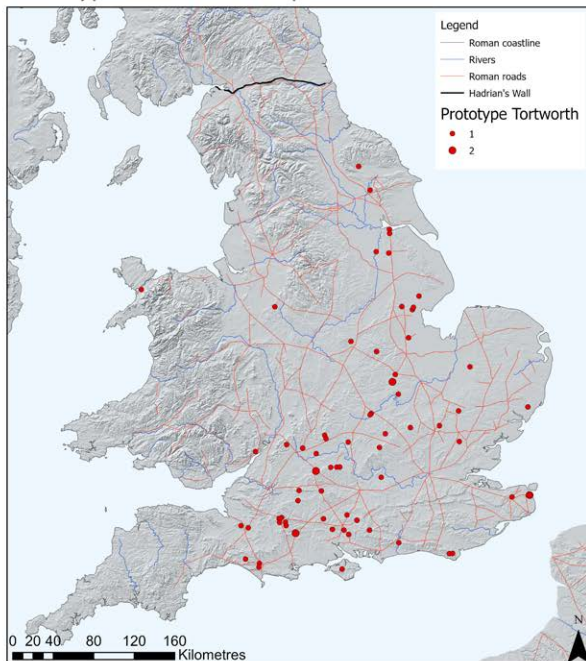 Legend
Roman coastline
Rivers
Roman roads
Hadrian's Wall
Prototype Tortworth
1
2
N
0 20 40 80 120 160
Kilometres